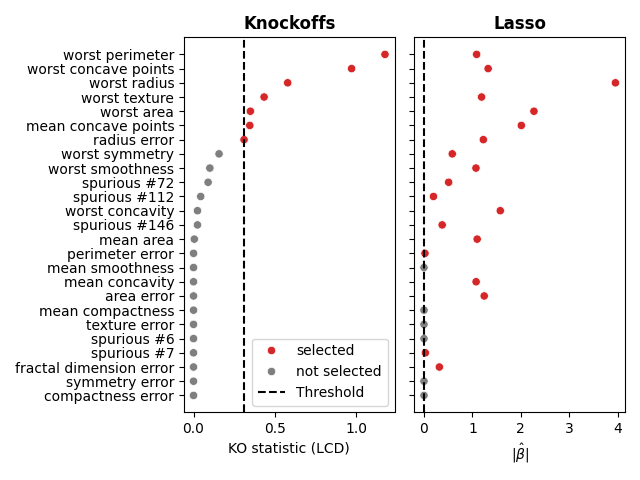 Knockoffs
Lasso
worst perimeter
worst concave points
worst radius
worst texture
worst area
mean concave points
radius error
worst symmetry
worst smoothness
spurious #72
spurious #112
worst concavity
spurious #146
mean area
perimeter error
mean smoothness
mean concavity
area error
mean compactness
texture error
spurious #6
spurious #7
fractal dimension error
symmetry error
compactness error
selected
not selected
Threshold
0.0 0.5 1.0
KO statistic (LCD)
0 1 2 3 4
|β̂|